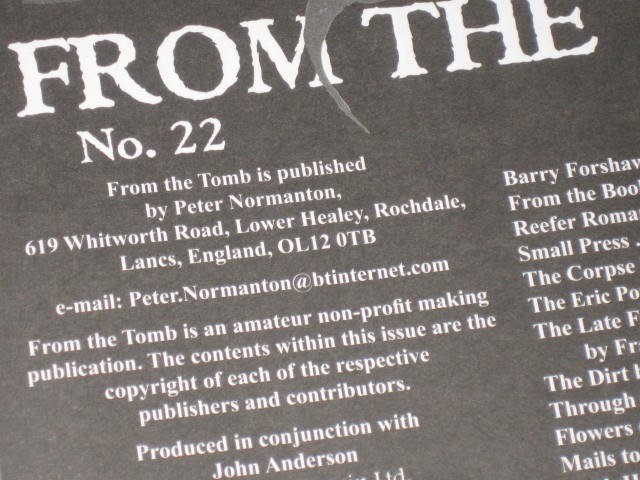 FROM THE
No. 22
From the Tomb is published
by Peter Normanton,
619 Whitworth Road, Lower Healey, Rochdale,
Lancs, England, OL12 0TB
e-mail: Peter.Normanton@btinternet.com
From the Tomb is an amateur non-profit making
publication. The contents within this issue are the
copyright of each of the respective
publishers and contributors.
Produced in conjunction with
John Anderson
Ltd.
Barry Forshaw
From the Boo
Reefer Roma
Small Press
The Corpse
The Eric Po
The Late F
by Fra
The Dirt
Through
Flowers
Mails to